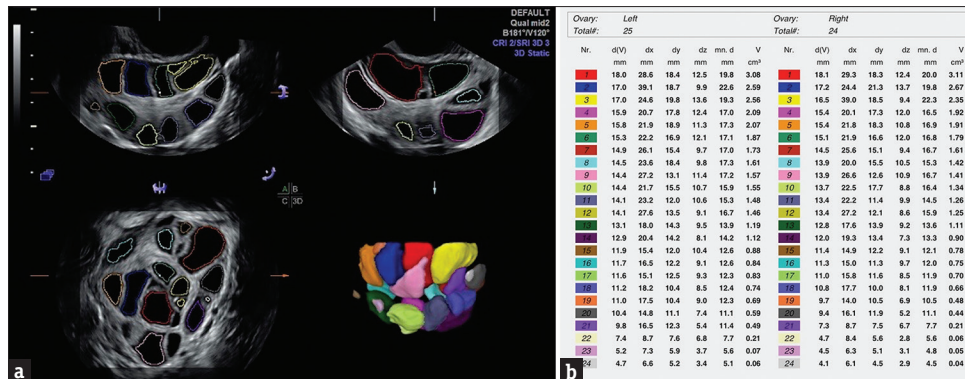 DEFAULT
Qual mid2
B181°/V120°
CRI 2/SRI 3D 3
3D Static
A B
C 3D
a
Ovary: Left Ovary: Right
Total#: 25 Total#: 24
Nr. d(V) dx dy dz mn. d V Nr. d(V) dx dy dz mn. d V
mm mm mm mm mm cm³ mm mm mm mm mm cm³
1 18.0 28.6 18.4 12.5 19.8 3.08 1 18.1 29.3 18.3 12.4 20.0 3.11
2 17.0 39.1 18.7 9.9 22.6 2.59 2 17.2 24.4 21.3 13.7 19.8 2.67
3 17.0 24.6 19.8 13.6 19.3 2.56 3 16.5 39.0 18.5 9.4 22.3 2.35
4 15.9 20.7 17.8 12.4 17.0 2.09 4 15.4 20.1 17.3 12.0 16.5 1.92
5 15.8 21.9 18.9 11.3 17.3 2.07 5 15.4 21.8 18.3 10.8 16.9 1.91
6 15.3 22.2 16.9 12.1 17.1 1.87 6 15.1 21.9 16.6 12.0 16.8 1.79
7 14.9 26.1 15.4 9.7 17.0 1.73 7 14.5 25.6 15.1 9.4 16.7 1.61
8 14.5 23.6 18.4 9.8 17.3 1.61 8 13.9 20.0 15.5 10.5 15.3 1.42
9 14.4 27.2 13.1 11.4 17.2 1.57 9 13.9 26.6 12.6 10.9 16.7 1.41
10 14.4 21.7 15.5 10.7 15.9 1.55 10 13.7 22.5 17.7 8.8 16.4 1.34
11 14.1 23.2 12.0 10.6 15.3 1.48 11 13.4 22.2 11.4 9.9 14.5 1.26
12 14.1 27.6 13.5 9.1 16.7 1.46 12 13.4 27.2 12.1 8.6 15.9 1.25
13 13.1 18.0 14.3 9.5 13.9 1.19 13 12.8 17.6 13.9 9.2 13.6 1.11
14 12.9 20.4 14.2 8.1 14.2 1.12 14 12.0 19.3 13.4 7.3 13.3 0.90
15 11.9 15.4 12.0 10.4 12.6 0.88 15 11.4 14.9 12.2 9.1 12.1 0.78
16 11.7 16.5 12.2 9.1 12.6 0.84 16 11.3 15.0 11.3 9.7 12.0 0.75
17 11.6 15.1 12.5 9.3 12.3 0.83 17 11.0 15.8 11.6 8.5 11.9 0.70
18 11.2 18.2 10.4 8.5 12.4 0.74 18 10.8 17.7 10.0 8.1 11.9 0.66
19 11.0 17.5 10.4 9.0 12.3 0.69 19 9.7 14.0 10.5 6.9 10.5 0.48
20 10.4 14.8 11.1 7.4 11.1 0.59 20 9.4 16.1 11.9 5.2 11.1 0.44
21 9.8 16.5 12.3 5.4 11.4 0.49 21 7.3 8.7 7.5 6.7 7.7 0.21
22 7.4 8.7 7.6 6.8 7.7 0.21 22 4.7 8.4 5.6 2.8 5.6 0.06
23 5.2 7.3 5.9 3.7 5.6 0.07 23 4.5 6.3 5.1 3.1 4.8 0.05
24 4.7 6.6 5.2 3.4 5.1 0.06 24 4.1 6.1 4.5 2.9 4.5 0.04
b